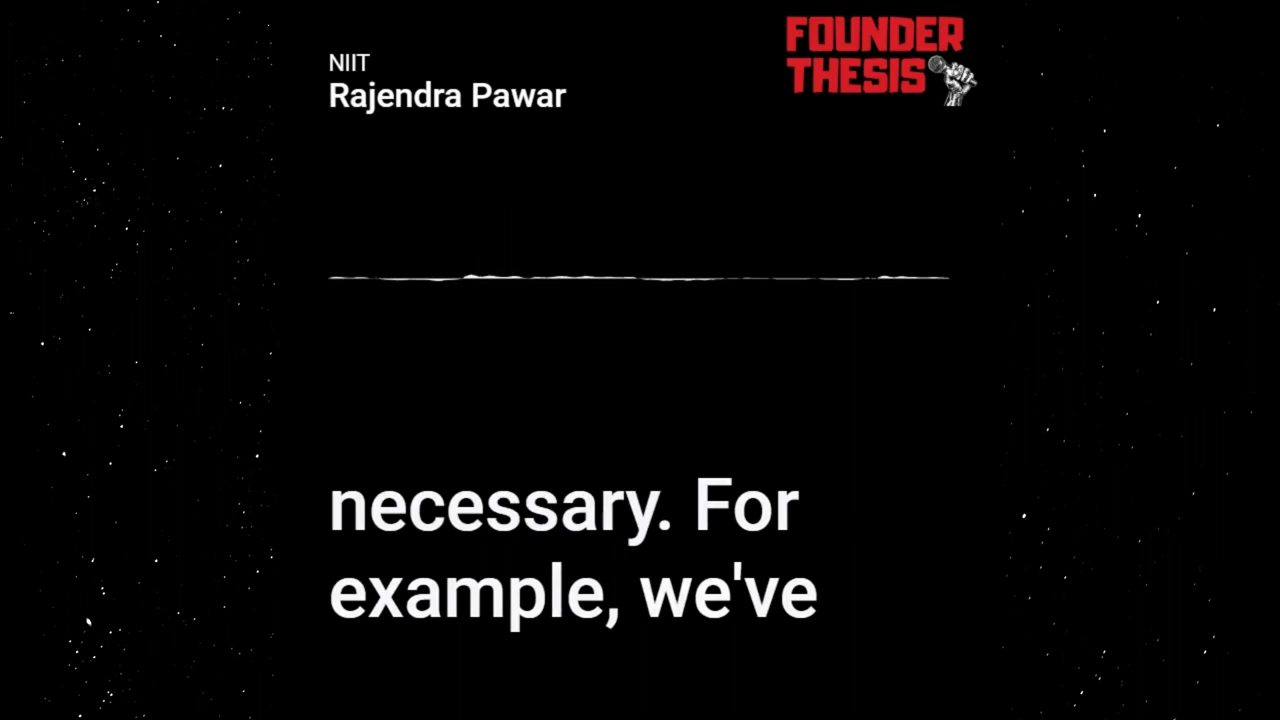 NIIT
Rajendra Pawar
FOUNDER
THESIS
necessary. For
example, we've